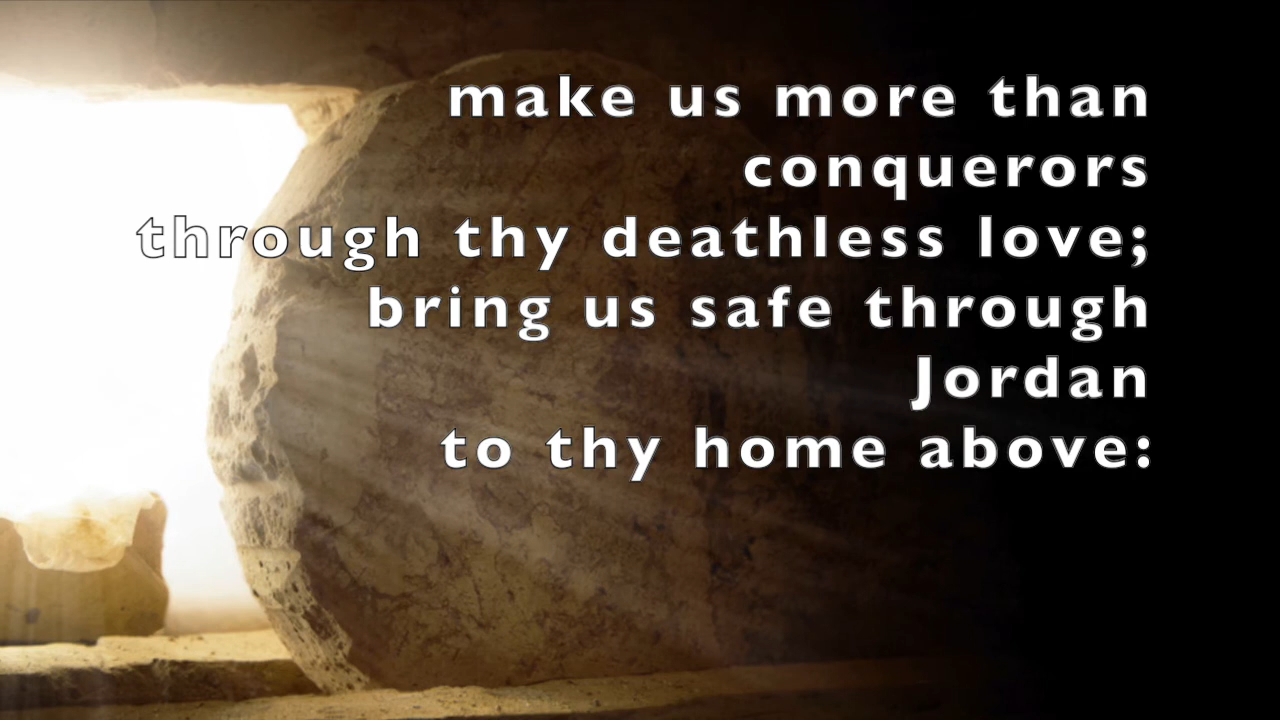 make us more than
conquerors
through thy deathless love;
bring us safe through
Jordan
to thy home above: